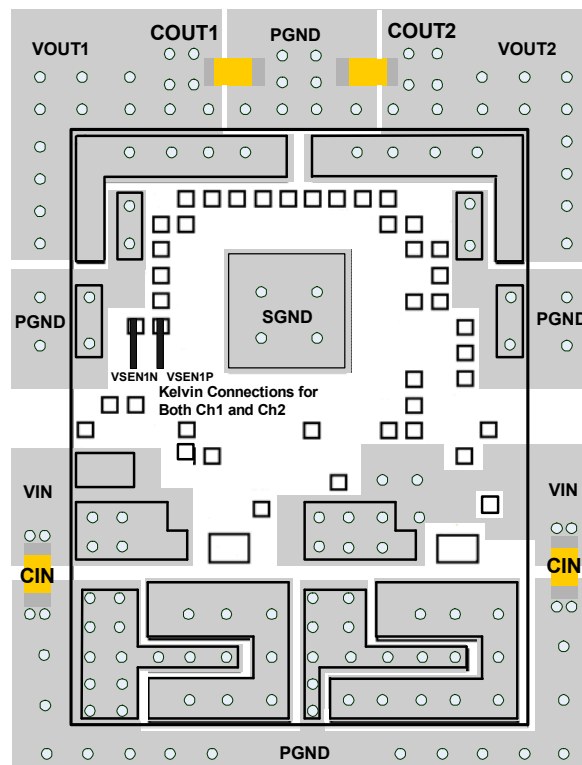 COUT1
PGND
COUT2
VOUT1
VOUT2
SGND
PGND
PGND
VSEN1N VSEN1P
Kelvin Connections for
Both Ch1 and Ch2
VIN
VIN
CIN
CIN
PGND